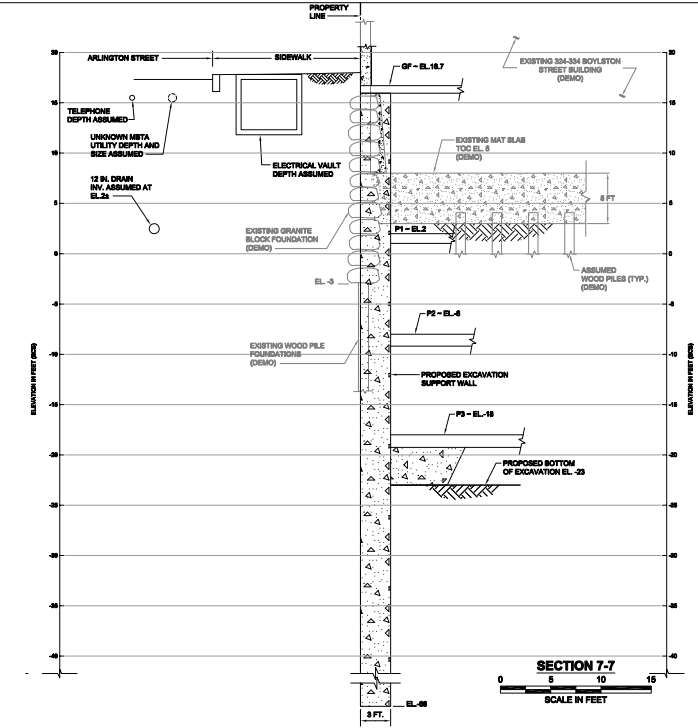 PROPERTY
LINE
ARLINGTON STREET
SIDEWALK
GF ~ EL.16.7
EXISTING 324-334 BOYLSTON
STREET BUILDING
(DEMO)
TELEPHONE
DEPTH ASSUMED
UNKNOWN MBTA
UTILITY DEPTH AND
SIZE ASSUMED
ELECTRICAL VAULT
DEPTH ASSUMED
EXISTING MAT SLAB
TOC EL. 8
(DEMO)
12 IN. DRAIN
INV. ASSUMED AT
EL.2±
5 FT
EXISTING GRANITE
BLOCK FOUNDATION
(DEMO)
P1 ~ EL.2
EL. -3
ASSUMED
WOOD PILES (TYP.)
(DEMO)
P2 ~ EL.-8
EXISTING WOOD PILE
FOUNDATIONS
(DEMO)
PROPOSED EXCAVATION
SUPPORT WALL
P3 ~ EL.-18
PROPOSED BOTTOM
OF EXCAVATION EL. -23
ELEVATION IN FEET (BCB)
20
15
10
5
0
-5
-10
-15
-20
-25
-30
-35
-40
ELEVATION IN FEET (BCB)
20
15
10
5
0
-5
-10
-15
-20
-25
-30
-35
-40
SECTION 7-7
0 5 10 15
SCALE IN FEET
3 FT.